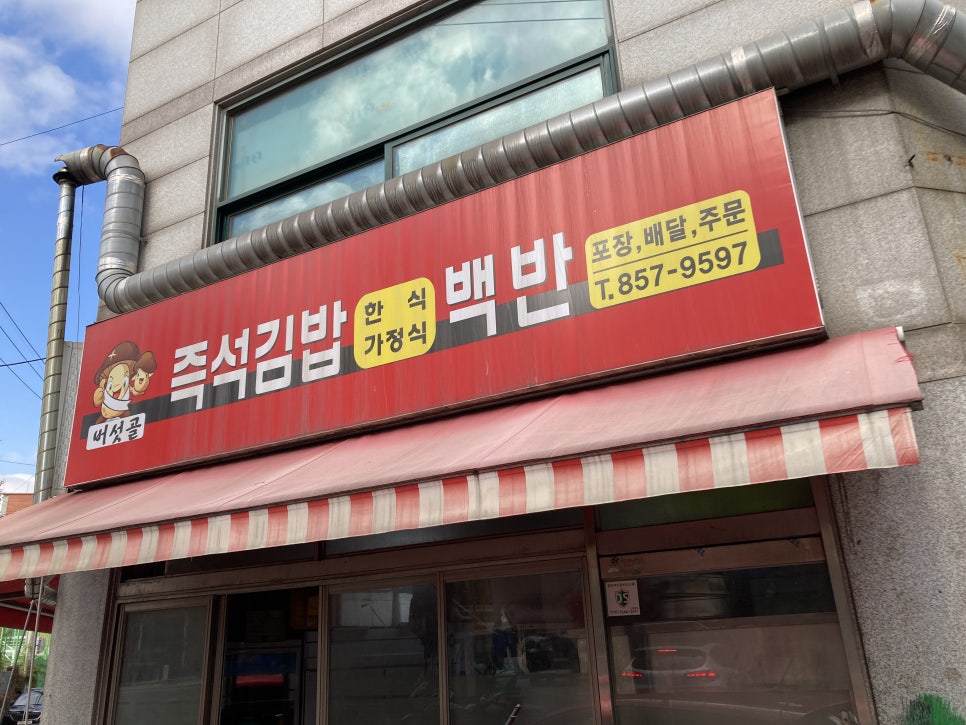 버섯골
즉석김밥
한식
가정식
백반
포장,배달,주문
T.857-9597